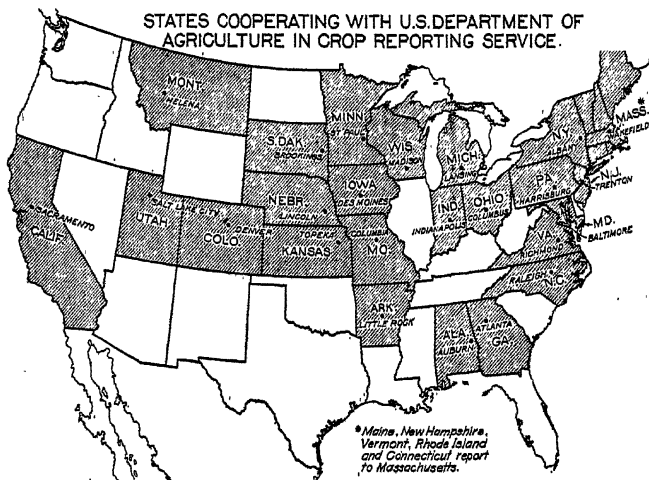 STATES COOPERATING WITH U.S. DEPARTMENT OF
AGRICULTURE IN CROP REPORTING SERVICE.
MONT.
HELENA
MINN.
ST. PAUL
S. DAK.
BROOKINGS
WIS.
MADISON
MICH.
LANSING
N.Y.
ALBANY
MASS.*
WAKEFIELD
N.J.
TRENTON
PA.
HARRISBURG
MD.
BALTIMORE
IOWA
DES MOINES
NEBR.
LINCOLN
IND.
INDIANAPOLIS
OHIO
COLUMBUS
VA.
RICHMOND
SACRAMENTO
CALIF.
SALT LAKE CITY
UTAH
DENVER
COLO.
TOPEKA
KANSAS
COLUMBIA
MO.
RALEIGH
N.C.
ARK.
LITTLE ROCK
ALA.
AUBURN
ATLANTA
GA.
*Maine, New Hampshire,
Vermont, Rhode Island
and Connecticut report
to Massachusetts.